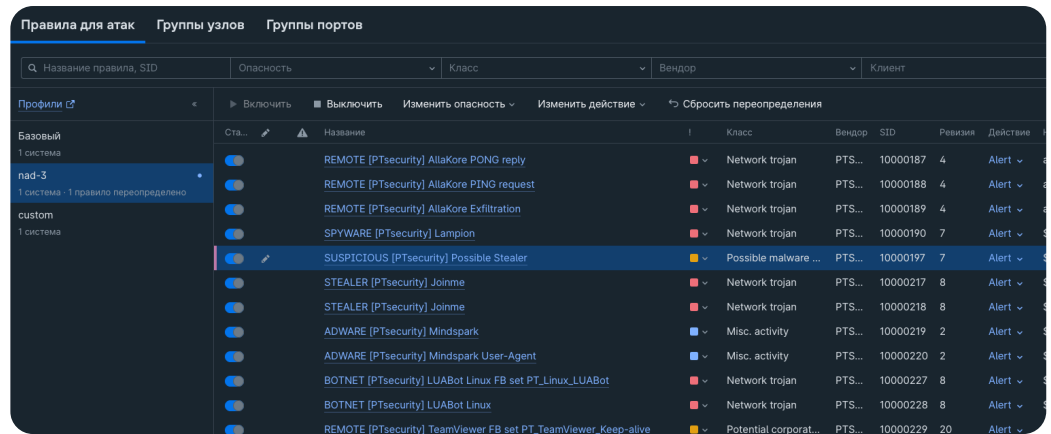 Правила для атак Группы узлов Группы портов
Название правила, SID Опасность Класс Вендор Клиент
Профили « Включить Выключить Изменить опасность Изменить действие Сбросить переопределения
Базовый
1 система
nad-3
1 система · 1 правило переопределено
custom
1 система
Ста... Название ! Класс Вендор SID Ревизия Действие
REMOTE [PTsecurity] AllaKore PONG reply Network trojan PTS... 10000187 4 Alert
REMOTE [PTsecurity] AllaKore PING request Network trojan PTS... 10000188 4 Alert
REMOTE [PTsecurity] AllaKore Exfiltration Network trojan PTS... 10000189 4 Alert
SPYWARE [PTsecurity] Lampion Network trojan PTS... 10000190 7 Alert
SUSPICIOUS [PTsecurity] Possible Stealer Possible malware ... PTS... 10000197 7 Alert
STEALER [PTsecurity] Joinme Network trojan PTS... 10000217 8 Alert
STEALER [PTsecurity] Joinme Network trojan PTS... 10000218 8 Alert
ADWARE [PTsecurity] Mindspark Misc. activity PTS... 10000219 2 Alert
ADWARE [PTsecurity] Mindspark User-Agent Misc. activity PTS... 10000220 2 Alert
BOTNET [PTsecurity] LUABot Linux FB set PT_Linux_LUABot Network trojan PTS... 10000227 8 Alert
BOTNET [PTsecurity] LUABot Linux Network trojan PTS... 10000228 8 Alert
REMOTE [PTsecurity] TeamViewer FB set PT_TeamViewer_Keep-alive Potential corporat... PTS... 10000229 20 Alert